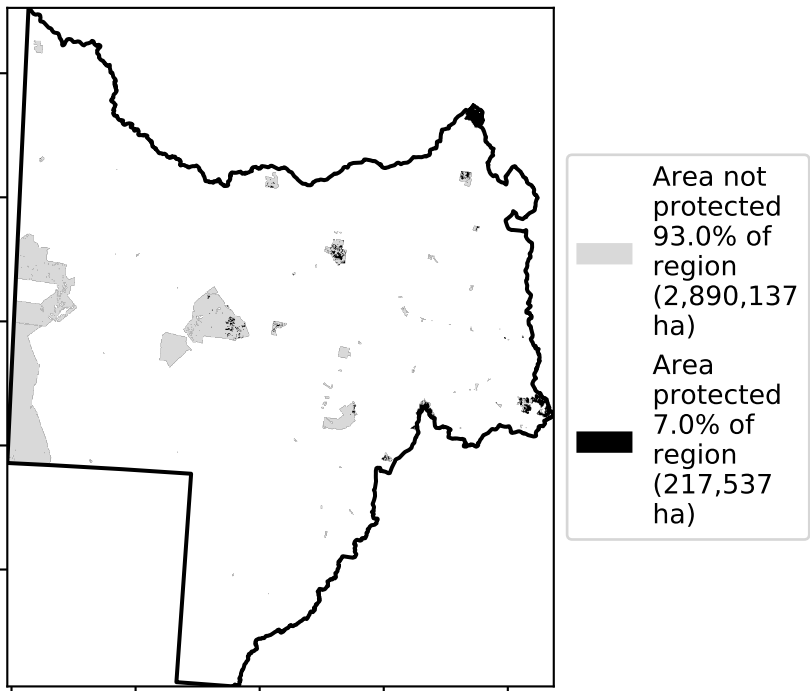 Area not
protected
93.0% of
region
(2,890,137
ha)
Area
protected
7.0% of
region
(217,537
ha)